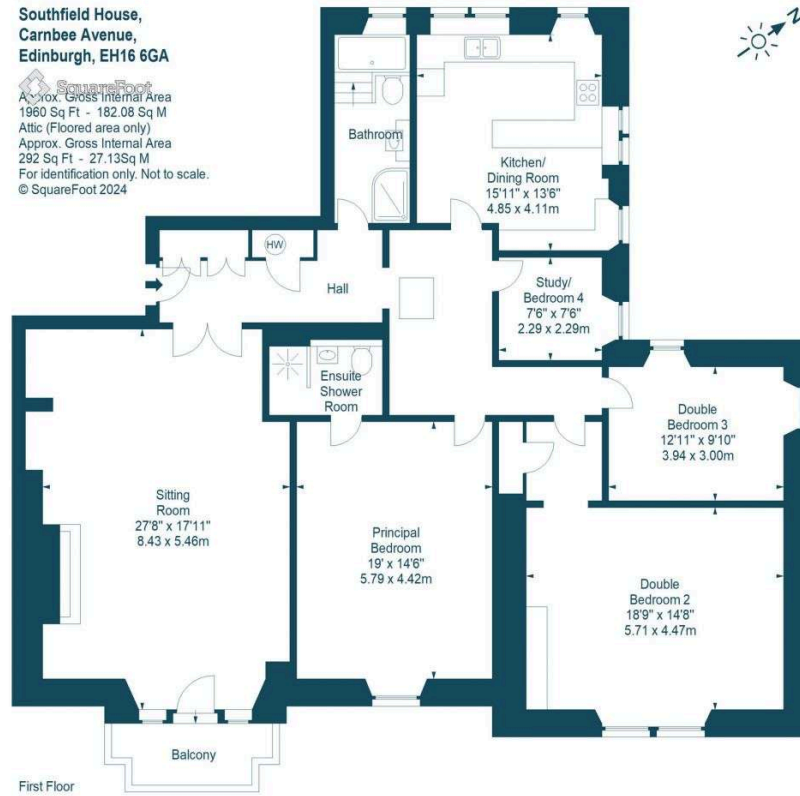 Southfield House,
Carnbee Avenue,
Edinburgh, EH16 6GA
SquareFoot
Approx. Gross Internal Area
1960 Sq Ft - 182.08 Sq M
Attic (Floored area only)
Approx. Gross Internal Area
292 Sq Ft - 27.13Sq M
For identification only. Not to scale.
© SquareFoot 2024
N
Bathroom
Kitchen/
Dining Room
15'11" x 13'6"
4.85 x 4.11m
HW
Hall
Study/
Bedroom 4
7'6" x 7'6"
2.29 x 2.29m
Ensuite
Shower
Room
Double
Bedroom 3
12'11" x 9'10"
3.94 x 3.00m
Sitting
Room
27'8" x 17'11"
8.43 x 5.46m
Principal
Bedroom
19' x 14'6"
5.79 x 4.42m
Double
Bedroom 2
18'9" x 14'8"
5.71 x 4.47m
Balcony
First Floor